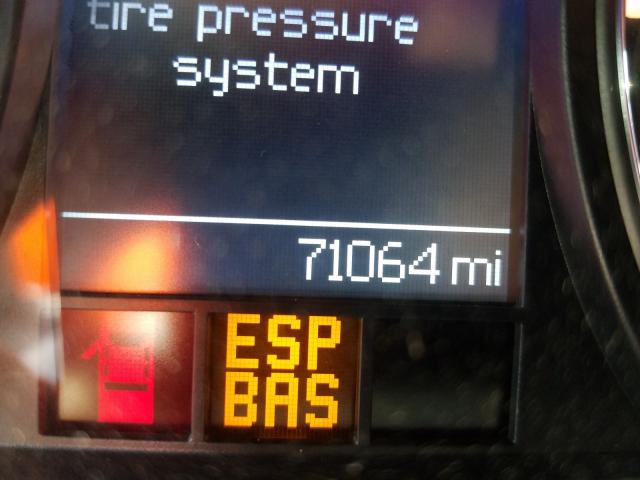 tire pressure
system
71064 mi
ESP
BAS